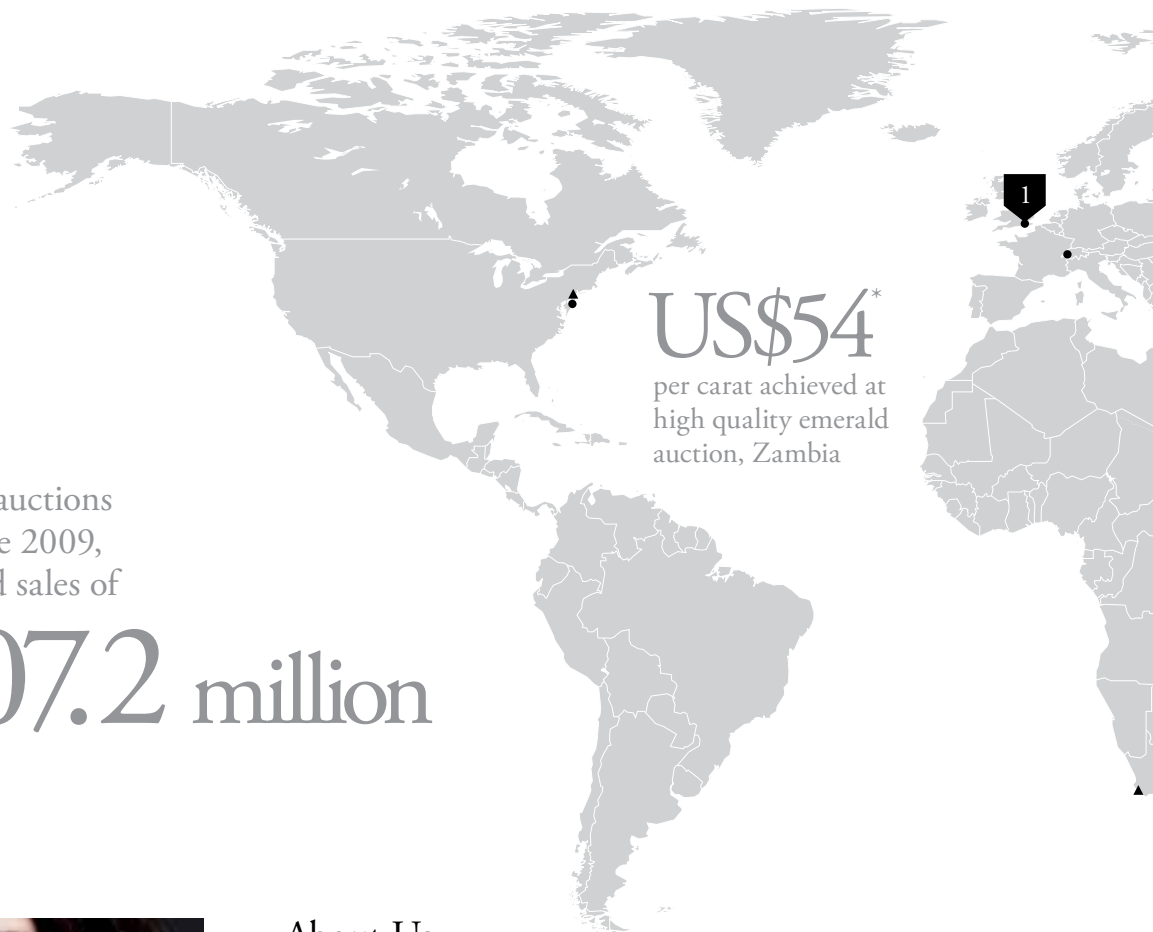 1
US$54*
per carat achieved at
high quality emerald
auction, Zambia
auctions
2009,
sales of
07.2 million
About Us